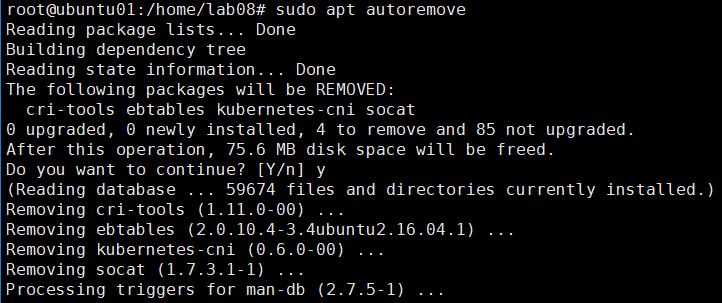 root@ubuntu01:/home/lab08# sudo apt autoremove
Reading package lists... Done
Building dependency tree
Reading state information... Done
The following packages will be REMOVED:
  cri-tools ebtables kubernetes-cni socat
0 upgraded, 0 newly installed, 4 to remove and 85 not upgraded.
After this operation, 75.6 MB disk space will be freed.
Do you want to continue? [Y/n] y
(Reading database ... 59674 files and directories currently installed.)
Removing cri-tools (1.11.0-00) ...
Removing ebtables (2.0.10.4-3.4ubuntu2.16.04.1) ...
Removing kubernetes-cni (0.6.0-00) ...
Removing socat (1.7.3.1-1) ...
Processing triggers for man-db (2.7.5-1) ...